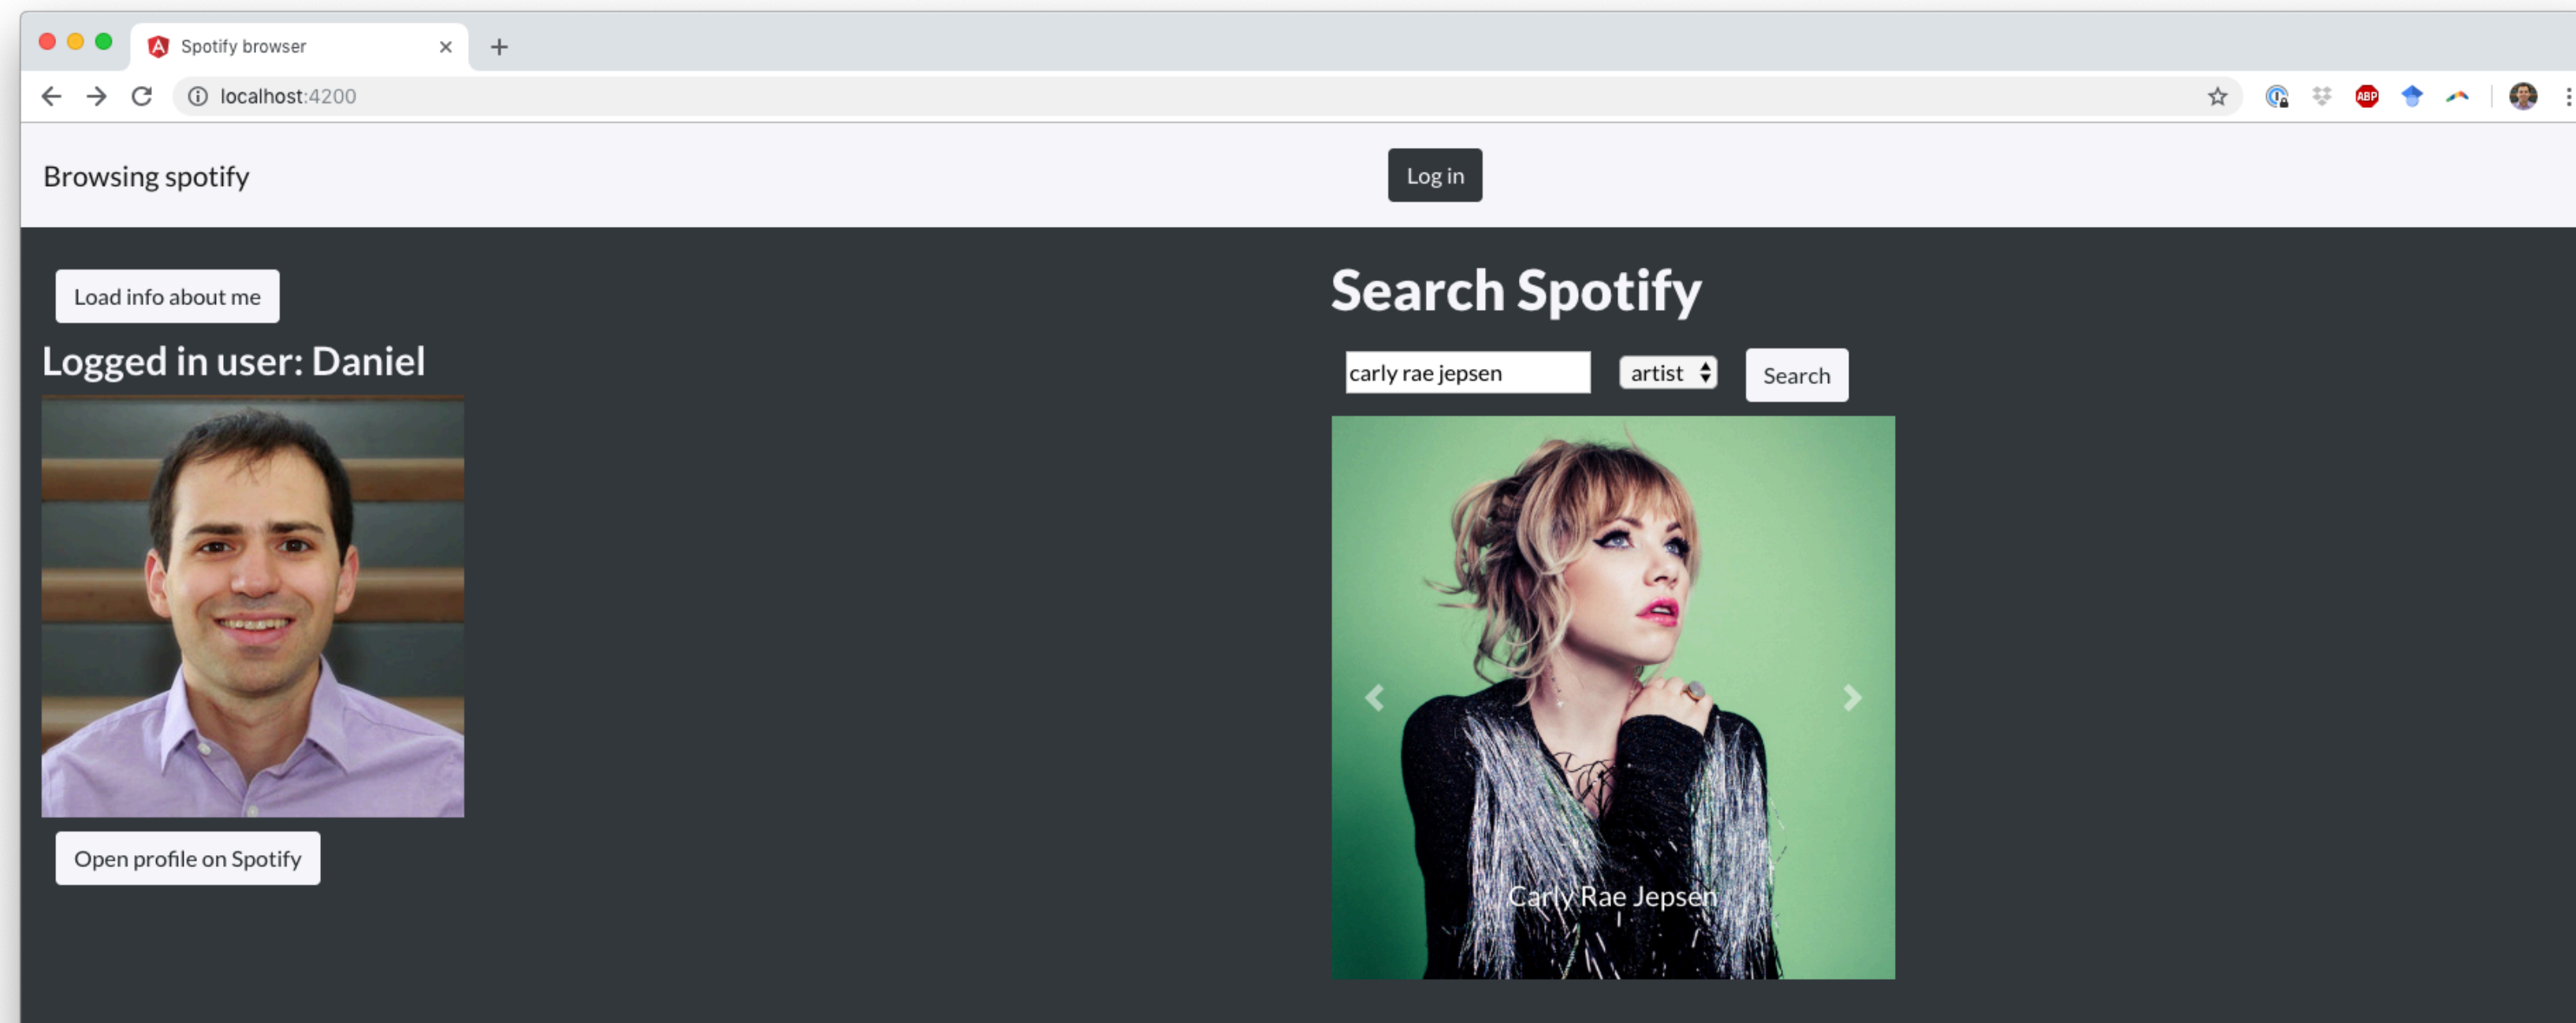 Spotify browser
localhost:4200
ABP
Browsing spotify
Log in
Load info about me
Logged in user: Daniel
Open profile on Spotify
Search Spotify
carly rae jepsen
artist
Search
Carly Rae Jepsen